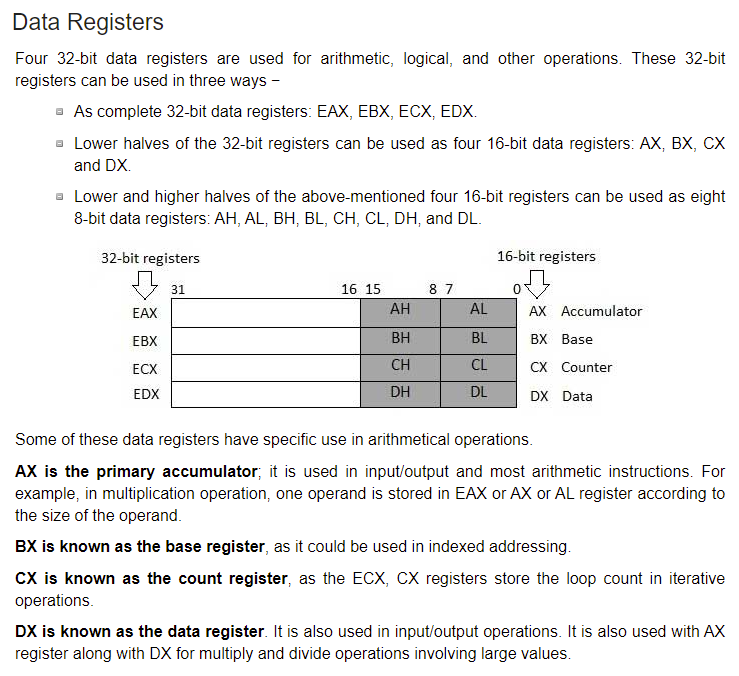 Data Registers
Four 32-bit data registers are used for arithmetic, logical, and other operations. These 32-bit
registers can be used in three ways −
As complete 32-bit data registers: EAX, EBX, ECX, EDX.
Lower halves of the 32-bit registers can be used as four 16-bit data registers: AX, BX, CX
and DX.
Lower and higher halves of the above-mentioned four 16-bit registers can be used as eight
8-bit data registers: AH, AL, BH, BL, CH, CL, DH, and DL.
32-bit registers 16-bit registers
31 16 15 8 7 0
EAX AH AL AX Accumulator
EBX BH BL BX Base
ECX CH CL CX Counter
EDX DH DL DX Data
Some of these data registers have specific use in arithmetical operations.
AX is the primary accumulator; it is used in input/output and most arithmetic instructions. For
example, in multiplication operation, one operand is stored in EAX or AX or AL register according to
the size of the operand.
BX is known as the base register, as it could be used in indexed addressing.
CX is known as the count register, as the ECX, CX registers store the loop count in iterative
operations.
DX is known as the data register. It is also used in input/output operations. It is also used with AX
register along with DX for multiply and divide operations involving large values.